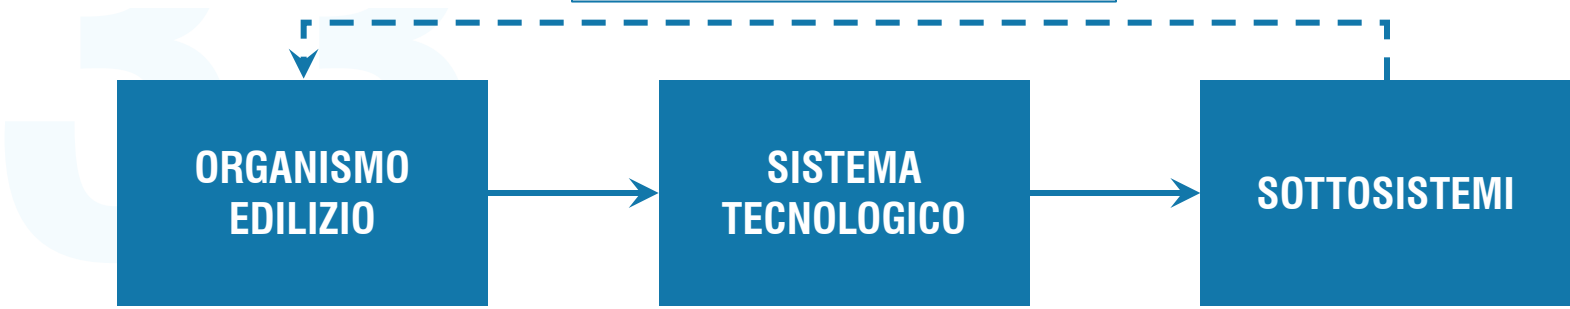 ORGANISMO
EDILIZIO
SISTEMA
TECNOLOGICO
SOTTOSISTEMI